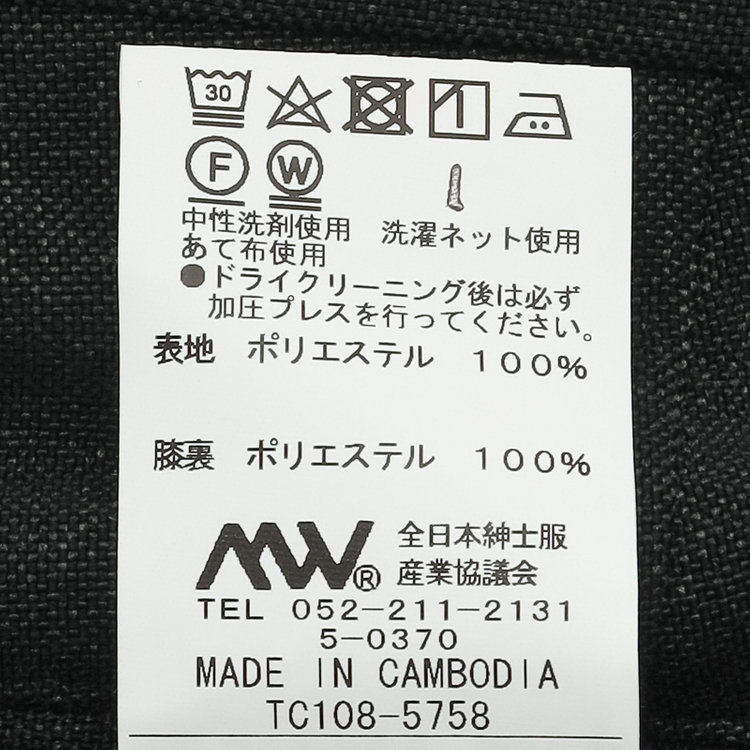 30
F W
中性洗剤使用 洗濯ネット使用
あて布使用
●ドライクリーニング後は必ず
加圧プレスを行ってください。
表地 ポリエステル 100%
膝裏 ポリエステル 100%
MW® 全日本紳士服
産業協議会
TEL 052-211-2131
5-0370
MADE IN CAMBODIA
TC108-5758